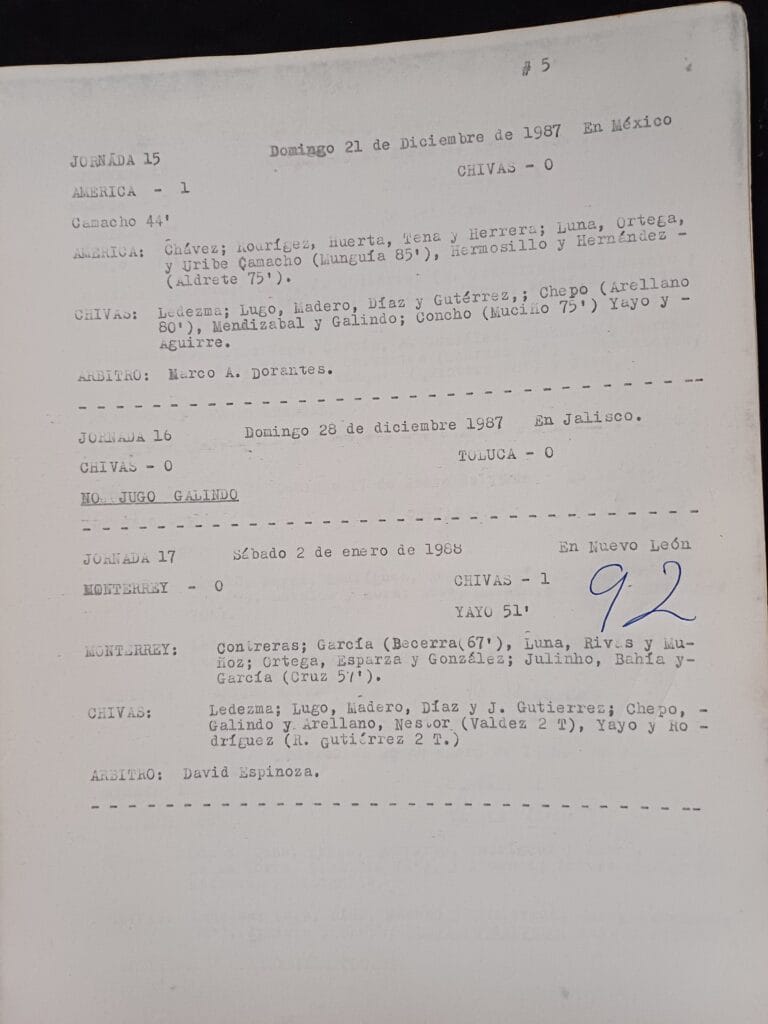 # 5
JORNADA 15 Domingo 21 de Diciembre de 1987 En México
AMERICA - 1 CHIVAS - 0
Camacho 44'
AMERICA: Chávez; Rourígez, Huerta, Tena y Herrera; Luna, Ortega,
y Uribe Camacho (Munguía 85'), Hermosillo y Hernández -
(Aldrete 75').
CHIVAS: Ledezma; Lugo, Madero, Díaz y Gutérrez,; Chepo (Arellano
80'), Mendizabal y Galindo; Concho (Muciño 75') Yayo y -
Aguirre.
ARBITRO: Marco A. Dorantes.
- - - - - - - - - - - - - - - - - - - - - - - - - - - - - - - - - - -
JORNADA 16 Domingo 28 de diciembre 1987 En Jalisco.
CHIVAS - 0 TOLUCA - 0
NO. JUGO GALINDO
- - - - - - - - - - - - - - - - - - - - - - - - - - - - - - - - - - -
JORNADA 17 Sábado 2 de enero de 1988 En Nuevo León
MONTERREY - 0 CHIVAS - 1
YAYO 51'
92
MONTERREY: Contreras; García (Becerra(67'), Luna, Rivas y Mu-
ñoz; Ortega, Esparza y González; Julinho, Bahía y-
García (Cruz 57').
CHIVAS: Ledezma; Lugo, Madero, Díaz y J. Gutierrez; Chepo, -
Galindo y Arellano, Nestor (Valdez 2 T), Yayo y Ro -
dríguez (R. Gutiérrez 2 T.)
ARBITRO: David Espinoza.
- - - - - - - - - - - - - - - - - - - - - - - - - - - - - - - - - - -